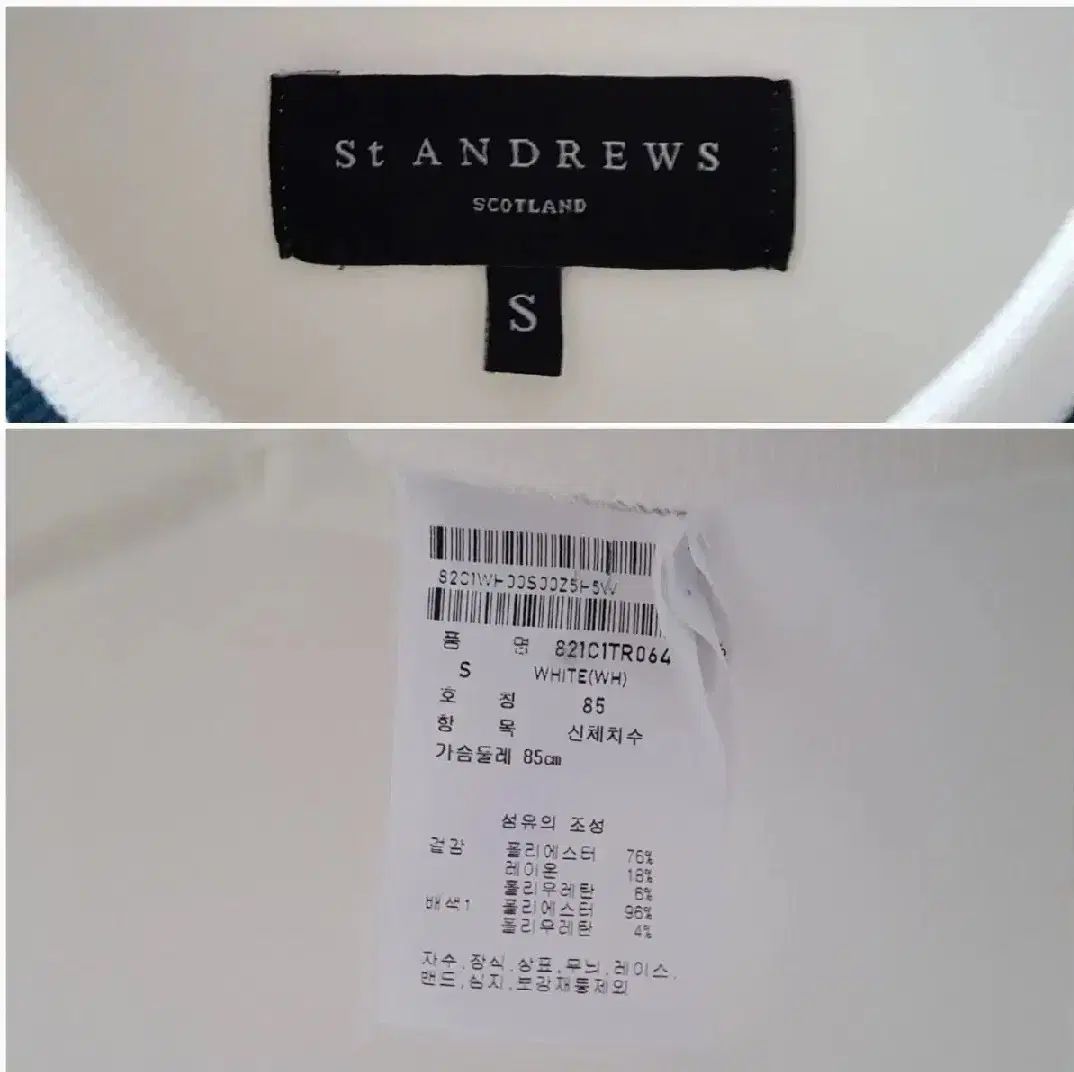 St ANDREWS
SCOTLAND
S
품 명 821C1TR064
S WHITE(WH)
호 칭 85
항 목 신체치수
가슴둘레 85cm
섬유의 조성
겉감 폴리에스터 76%
레이온 18%
폴리우레탄 6%
배색1 폴리에스터 96%
폴리우레탄 4%
자수,장식,상표,무늬,레이스,
밴드,심지,보강재등제외